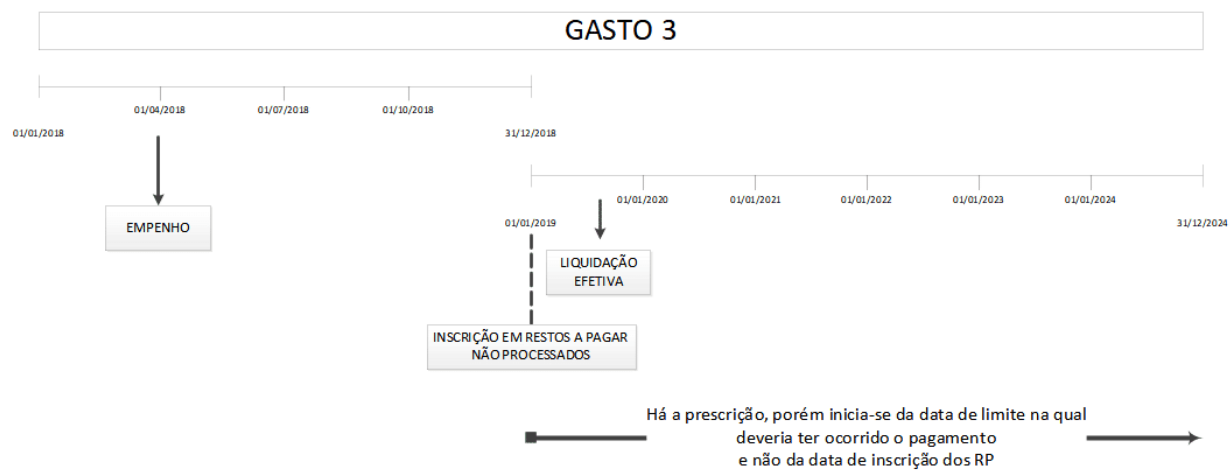 GASTO 3
01/04/2018
01/07/2018
01/10/2018
01/01/2018
31/12/2018
EMPENHO
01/01/2020
01/01/2021
01/01/2022
01/01/2023
01/01/2024
01/01/2019
31/12/2024
LIQUIDAÇÃO
EFETIVA
INSCRIÇÃO EM RESTOS A PAGAR
NÃO PROCESSADOS
Há a prescrição, porém inicia-se da data de limite na qual
deveria ter ocorrido o pagamento
e não da data de inscrição dos RP